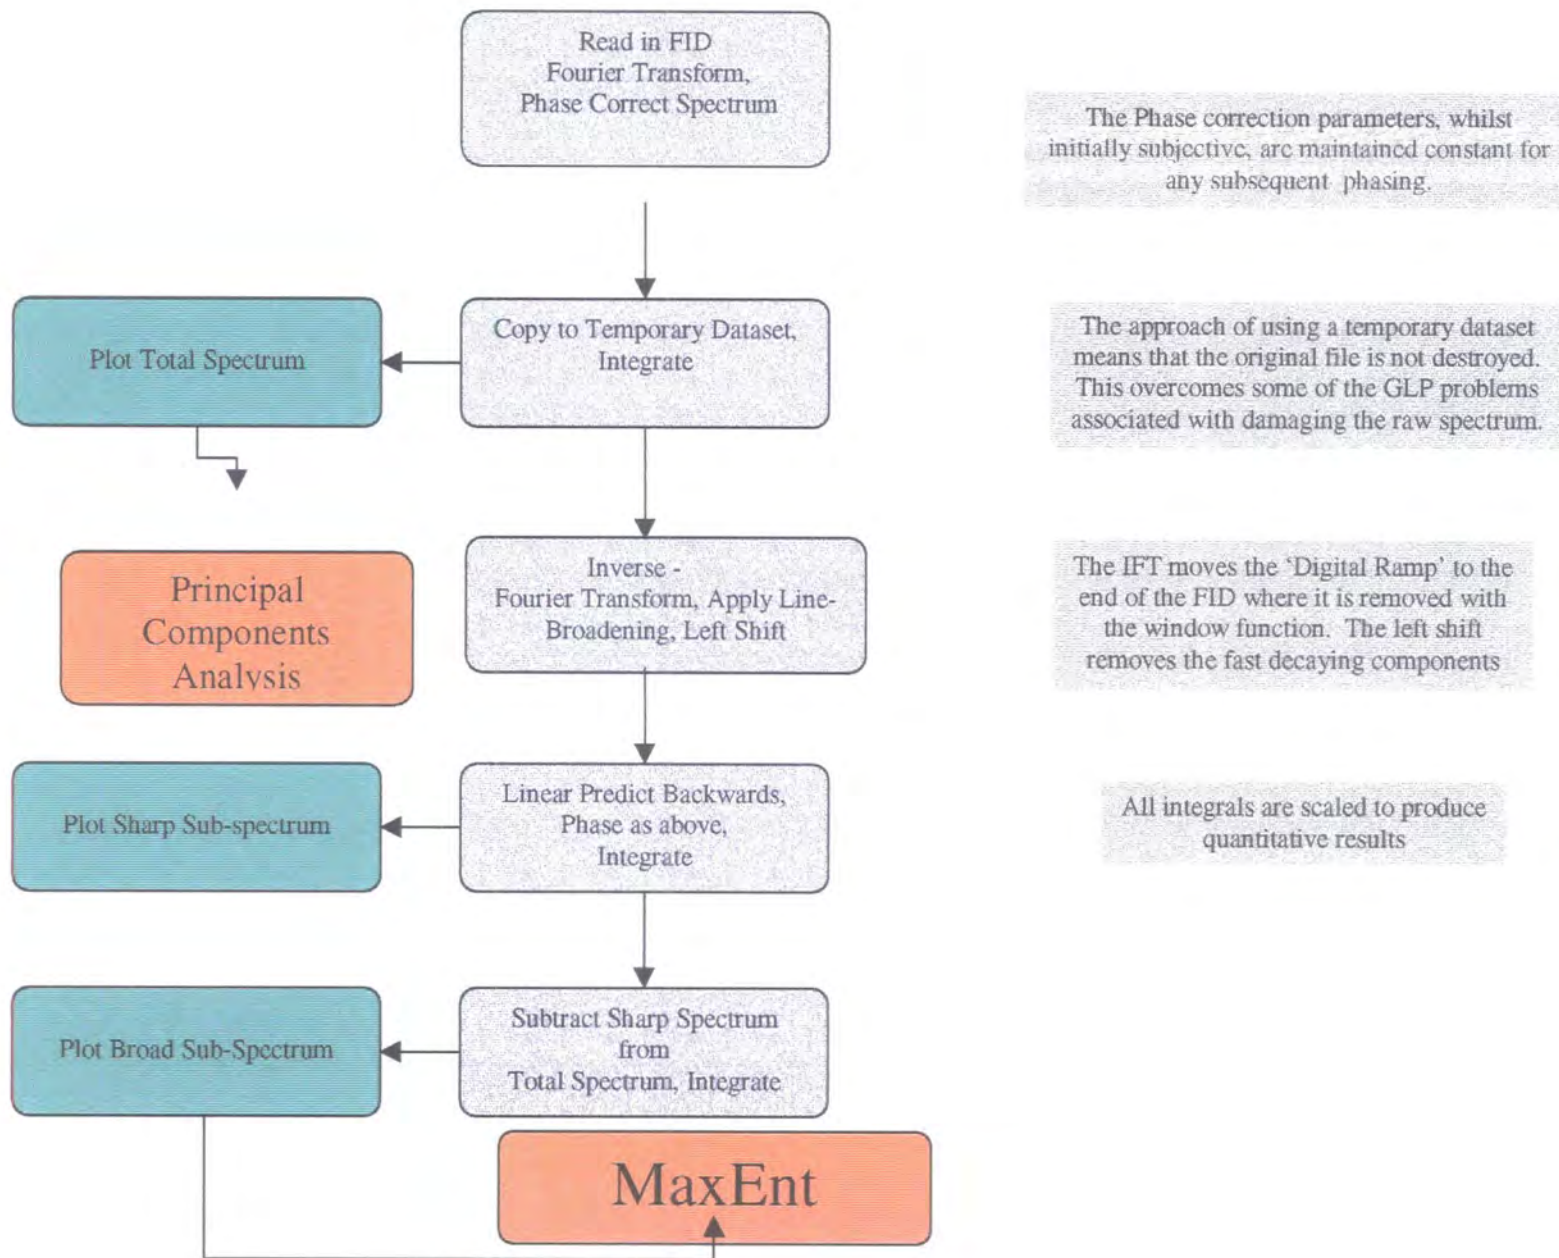 Read in FID
Fourier Transform,
Phase Correct Spectrum
The Phase correction parameters, whilst
initially subjective, are maintained constant for
any subsequent phasing.
Plot Total Spectrum
Copy to Temporary Dataset,
Integrate
The approach of using a temporary dataset
means that the original file is not destroyed.
This overcomes some of the GLP problems
associated with damaging the raw spectrum.
Principal
Components
Analysis
Inverse -
Fourier Transform, Apply Line-
Broadening, Left Shift
The IFT moves the ‘Digital Ramp’ to the
end of the FID where it is removed with
the window function. The left shift
removes the fast decaying components
Plot Sharp Sub-spectrum
Linear Predict Backwards,
Phase as above,
Integrate
All integrals are scaled to produce
quantitative results
Plot Broad Sub-Spectrum
Subtract Sharp Spectrum
from
Total Spectrum, Integrate
MaxEnt